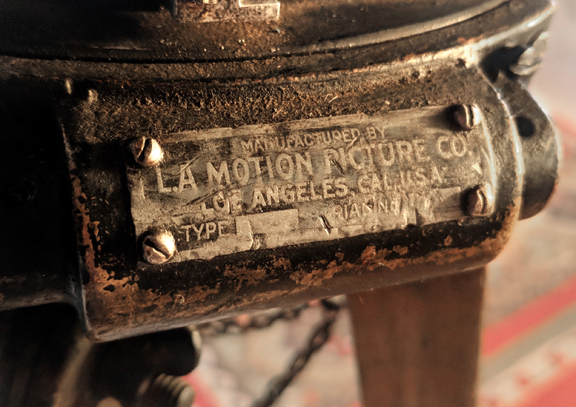 MANUFACTURED BY
L.A MOTION PICTURE CO.
LOS ANGELES, CAL. U.S.A.
TYPE